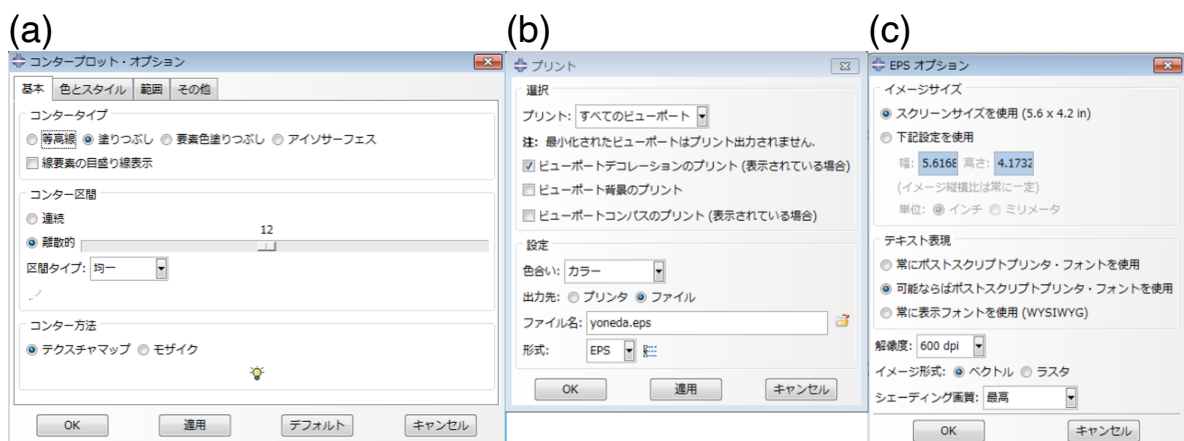 (a)
コンタープロット・オプション
基本 色とスタイル 範囲 その他
コンタータイプ
等高線 塗りつぶし 要素色塗りつぶし アイソサーフェス
線要素の目盛り線表示
コンター区間
連続
12
離散的
区間タイプ: 均一
コンター方法
テクスチャマップ モザイク
OK 適用 デフォルト キャンセル
(b)
プリント
選択
プリント: すべてのビューポート
注: 最小化されたビューポートはプリント出力されません.
ビューポートデコレーションのプリント (表示されている場合)
ビューポート背景のプリント
ビューポートコンパスのプリント (表示されている場合)
設定
色合い: カラー
出力先: プリンタ ファイル
ファイル名: yoneda.eps
形式: EPS
OK 適用 キャンセル
(c)
EPS オプション
イメージサイズ
スクリーンサイズを使用 (5.6 x 4.2 in)
下記設定を使用
幅: 5.6168 高さ: 4.1732
(イメージ縦横比は常に一定)
単位: インチ ミリメータ
テキスト表現
常にポストスクリプトプリンタ・フォントを使用
可能ならばポストスクリプトプリンタ・フォントを使用
常に表示フォントを使用 (WYSIWYG)
解像度: 600 dpi
イメージ形式: ベクトル ラスタ
シェーディング画質: 最高
OK キャンセル